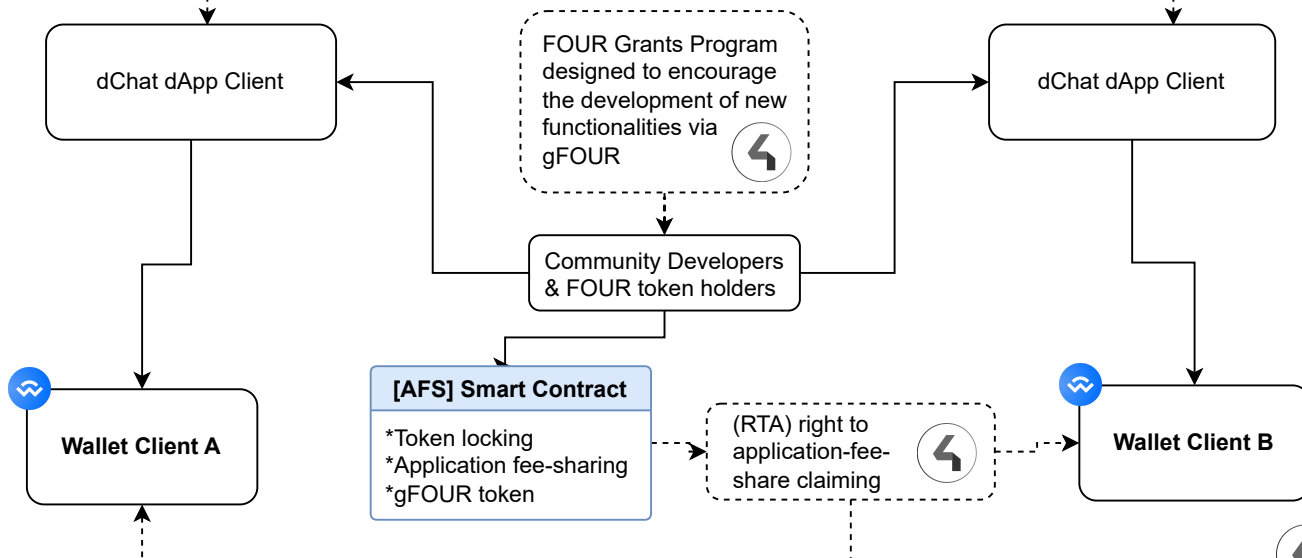 dChat dApp Client
FOUR Grants Program
designed to encourage
the development of new
functionalities via
gFOUR
dChat dApp Client
Community Developers
& FOUR token holders
[AFS] Smart Contract
*Token locking
*Application fee-sharing
*gFOUR token
(RTA) right to
application-fee-
share claiming
Wallet Client A
Wallet Client B